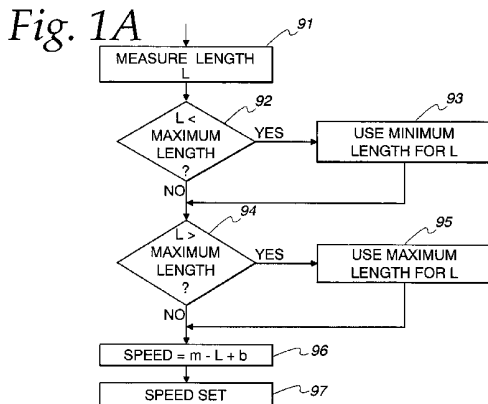 Fig. 1A
91
MEASURE LENGTH
L
92
L <
MAXIMUM
LENGTH
?
YES
93
USE MINIMUM
LENGTH FOR L
NO
94
L >
MAXIMUM
LENGTH
?
YES
95
USE MAXIMUM
LENGTH FOR L
NO
SPEED = m - L + b
96
SPEED SET
97